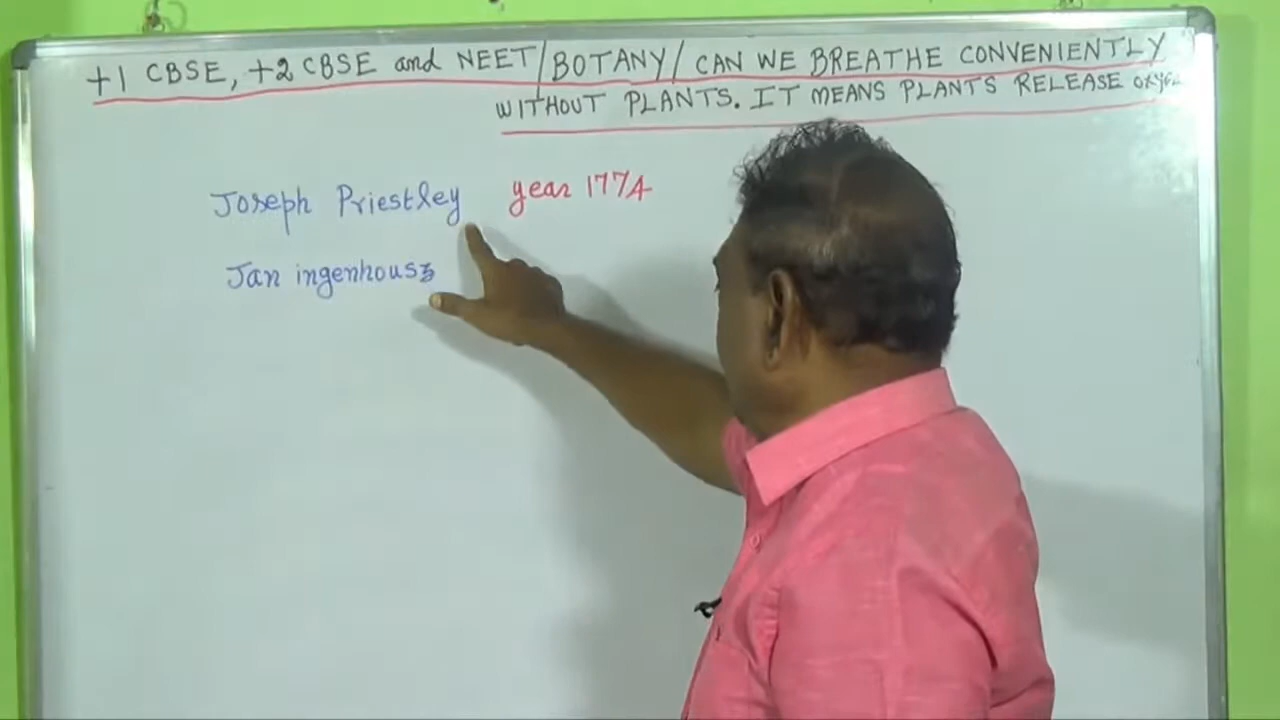 +1 CBSE, +2 CBSE and NEET/BOTANY/ CAN WE BREATHE CONVENIENTLY
WITHOUT PLANTS. IT MEANS PLANTS RELEASE
Joseph Priestley year 1774
Jan ingenhousz